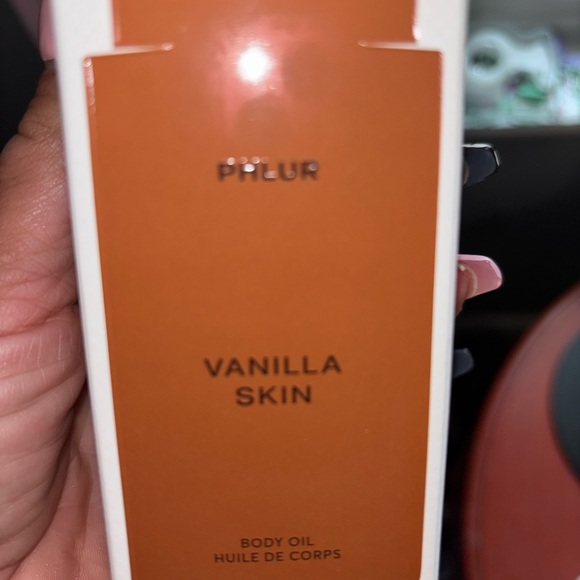 PHLUR
VANILLA
SKIN
BODY OIL
HUILE DE CORPS